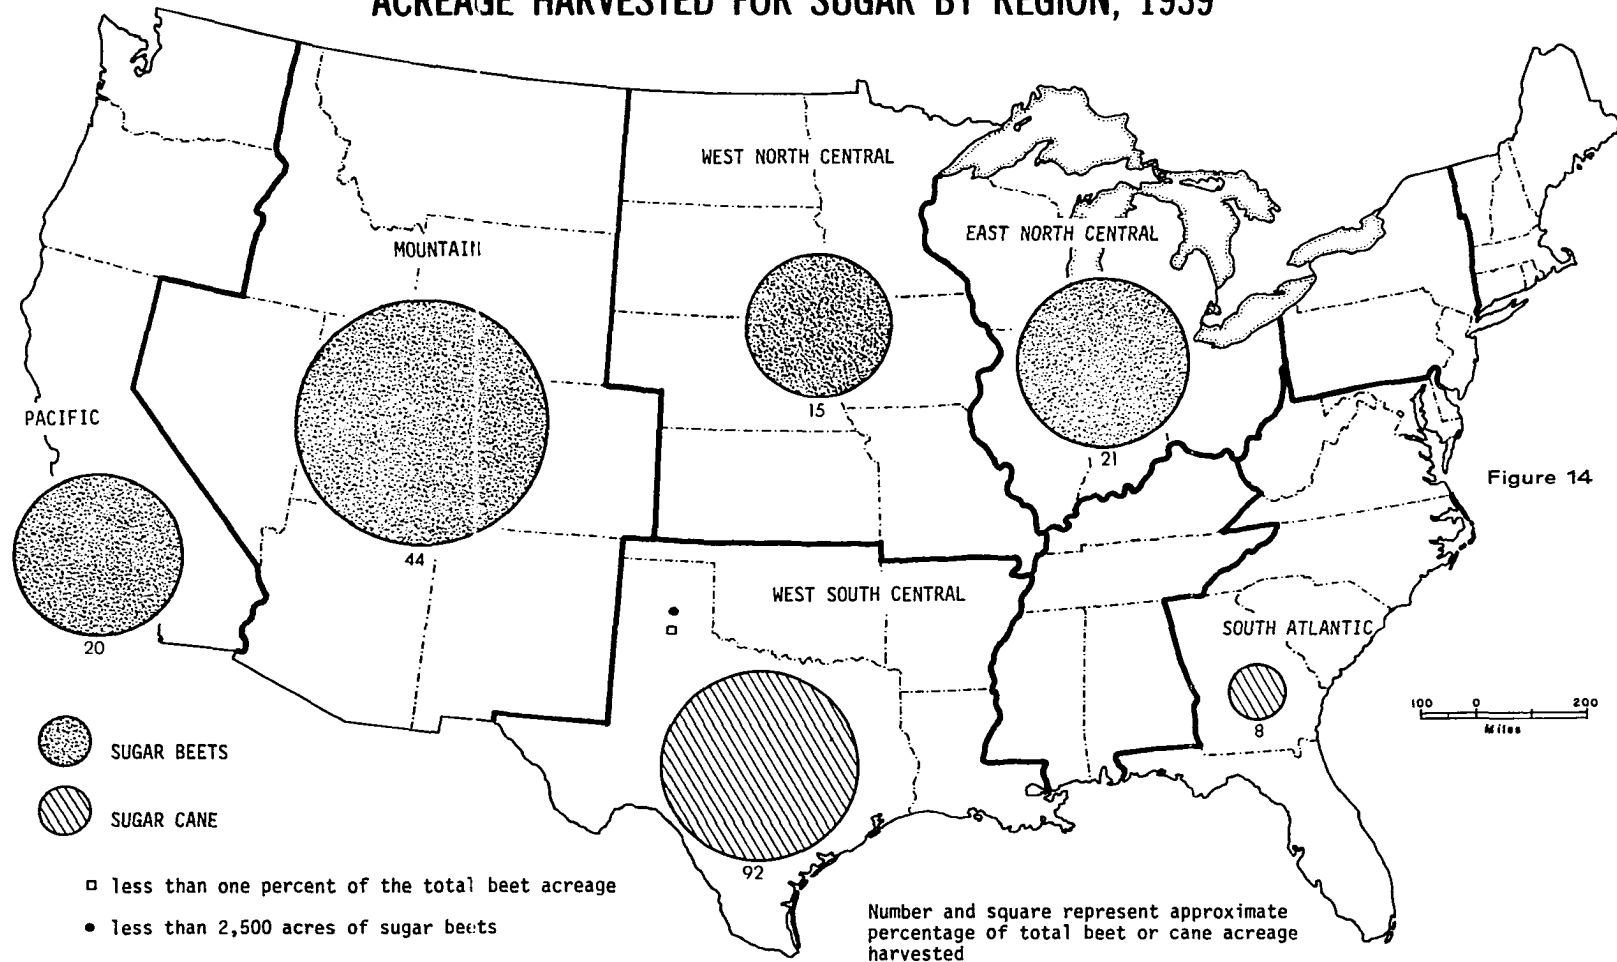 ACREAGE HARVESTED FOR SUGAR BY REGION, 1939
WEST NORTH CENTRAL
EAST NORTH CENTRAL
MOUNTAIN
15
PACIFIC
21
Figure 14
44
WEST SOUTH CENTRAL
SOUTH ATLANTIC
20
100 0 200
Miles
8
SUGAR BEETS
SUGAR CANE
92
□ less than one percent of the total beet acreage
● less than 2,500 acres of sugar beets
Number and square represent approximate
percentage of total beet or cane acreage
harvested